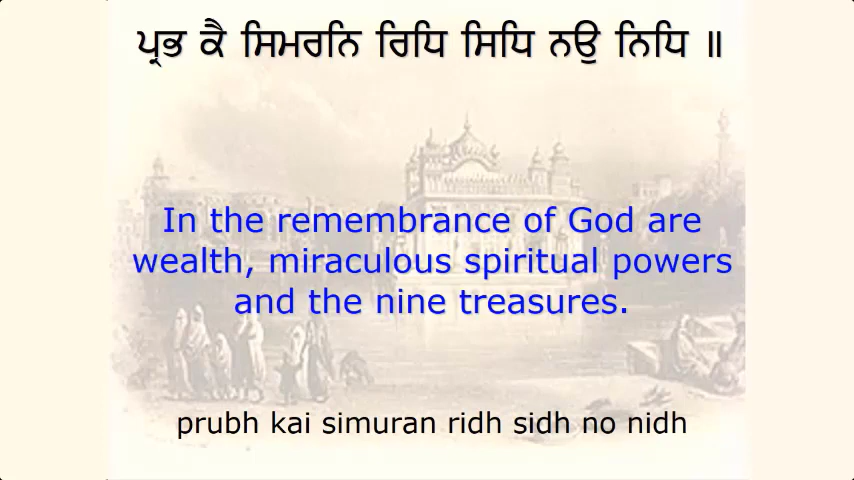 ਪ੍ਰਭ ਕੈ ਸਿਮਰਨਿ ਰਿਧਿ ਸਿਧਿ ਨਉ ਨਿਧਿ ॥
In the remembrance of God are
wealth, miraculous spiritual powers
and the nine treasures.
prubh kai simuran ridh sidh no nidh